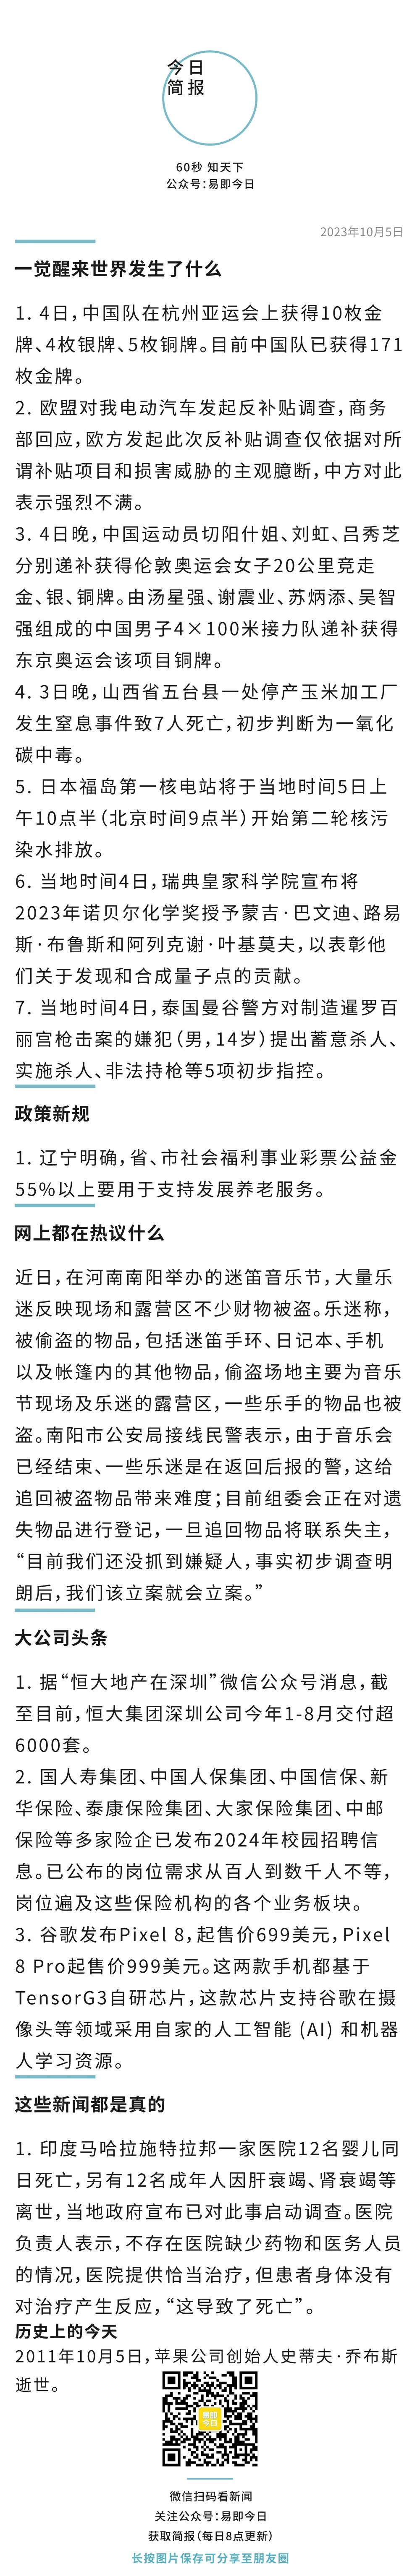 今日
简报
60秒 知天下
公众号：易即今日
2023年10月5日
一觉醒来世界发生了什么
1. 4日，中国队在杭州亚运会上获得10枚金
牌、4枚银牌、5枚铜牌。目前中国队已获得171
枚金牌。
2. 欧盟对我电动汽车发起反补贴调查，商务
部回应，欧方发起此次反补贴调查仅依据对所
谓补贴项目和损害威胁的主观臆断，中方对此
表示强烈不满。
3. 4日晚，中国运动员切阳什姐、刘虹、吕秀芝
分别递补获得伦敦奥运会女子20公里竞走
金、银、铜牌。由汤星强、谢震业、苏炳添、吴智
强组成的中国男子4×100米接力队递补获得
东京奥运会该项目铜牌。
4. 3日晚，山西省五台县一处停产玉米加工厂
发生窒息事件致7人死亡，初步判断为一氧化
碳中毒。
5. 日本福岛第一核电站将于当地时间5日上
午10点半（北京时间9点半）开始第二轮核污
染水排放。
6. 当地时间4日，瑞典皇家科学院宣布将
2023年诺贝尔化学奖授予蒙吉·巴文迪、路易
斯·布鲁斯和阿列克谢·叶基莫夫，以表彰他
们关于发现和合成量子点的贡献。
7. 当地时间4日，泰国曼谷警方对制造暹罗百
丽宫枪击案的嫌犯（男，14岁）提出蓄意杀人、
实施杀人、非法持枪等5项初步指控。
政策新规
1. 辽宁明确，省、市社会福利事业彩票公益金
55%以上要用于支持发展养老服务。
网上都在热议什么
近日，在河南南阳举办的迷笛音乐节，大量乐
迷反映现场和露营区不少财物被盗。乐迷称，
被偷盗的物品，包括迷笛手环、日记本、手机
以及帐篷内的其他物品，偷盗场地主要为音乐
节现场及乐迷的露营区，一些乐手的物品也被
盗。南阳市公安局接线民警表示，由于音乐会
已经结束、一些乐迷是在返回后报的警，这给
追回被盗物品带来难度；目前组委会正在对遗
失物品进行登记，一旦追回物品将联系失主，
“目前我们还没抓到嫌疑人，事实初步调查明
朗后，我们该立案就会立案。”
大公司头条
1. 据“恒大地产在深圳”微信公众号消息，截
至目前，恒大集团深圳公司今年1-8月交付超
6000套。
2. 国人寿集团、中国人保集团、中国信保、新
华保险、泰康保险集团、大家保险集团、中邮
保险等多家险企已发布2024年校园招聘信
息。已公布的岗位需求从百人到数千人不等，
岗位遍及这些保险机构的各个业务板块。
3. 谷歌发布Pixel 8，起售价699美元，Pixel
8 Pro起售价999美元。这两款手机都基于
TensorG3自研芯片，这款芯片支持谷歌在摄
像头等领域采用自家的人工智能 (AI) 和机器
人学习资源。
这些新闻都是真的
1. 印度马哈拉施特拉邦一家医院12名婴儿同
日死亡，另有12名成年人因肝衰竭、肾衰竭等
离世，当地政府宣布已对此事启动调查。医院
负责人表示，不存在医院缺少药物和医务人员
的情况，医院提供恰当治疗，但患者身体没有
对治疗产生反应，“这导致了死亡”。
历史上的今天
2011年10月5日，苹果公司创始人史蒂夫·乔布斯
逝世。
易即
今日
微信扫码看新闻
关注公众号：易即今日
获取简报（每日8点更新）
长按图片保存可分享至朋友圈